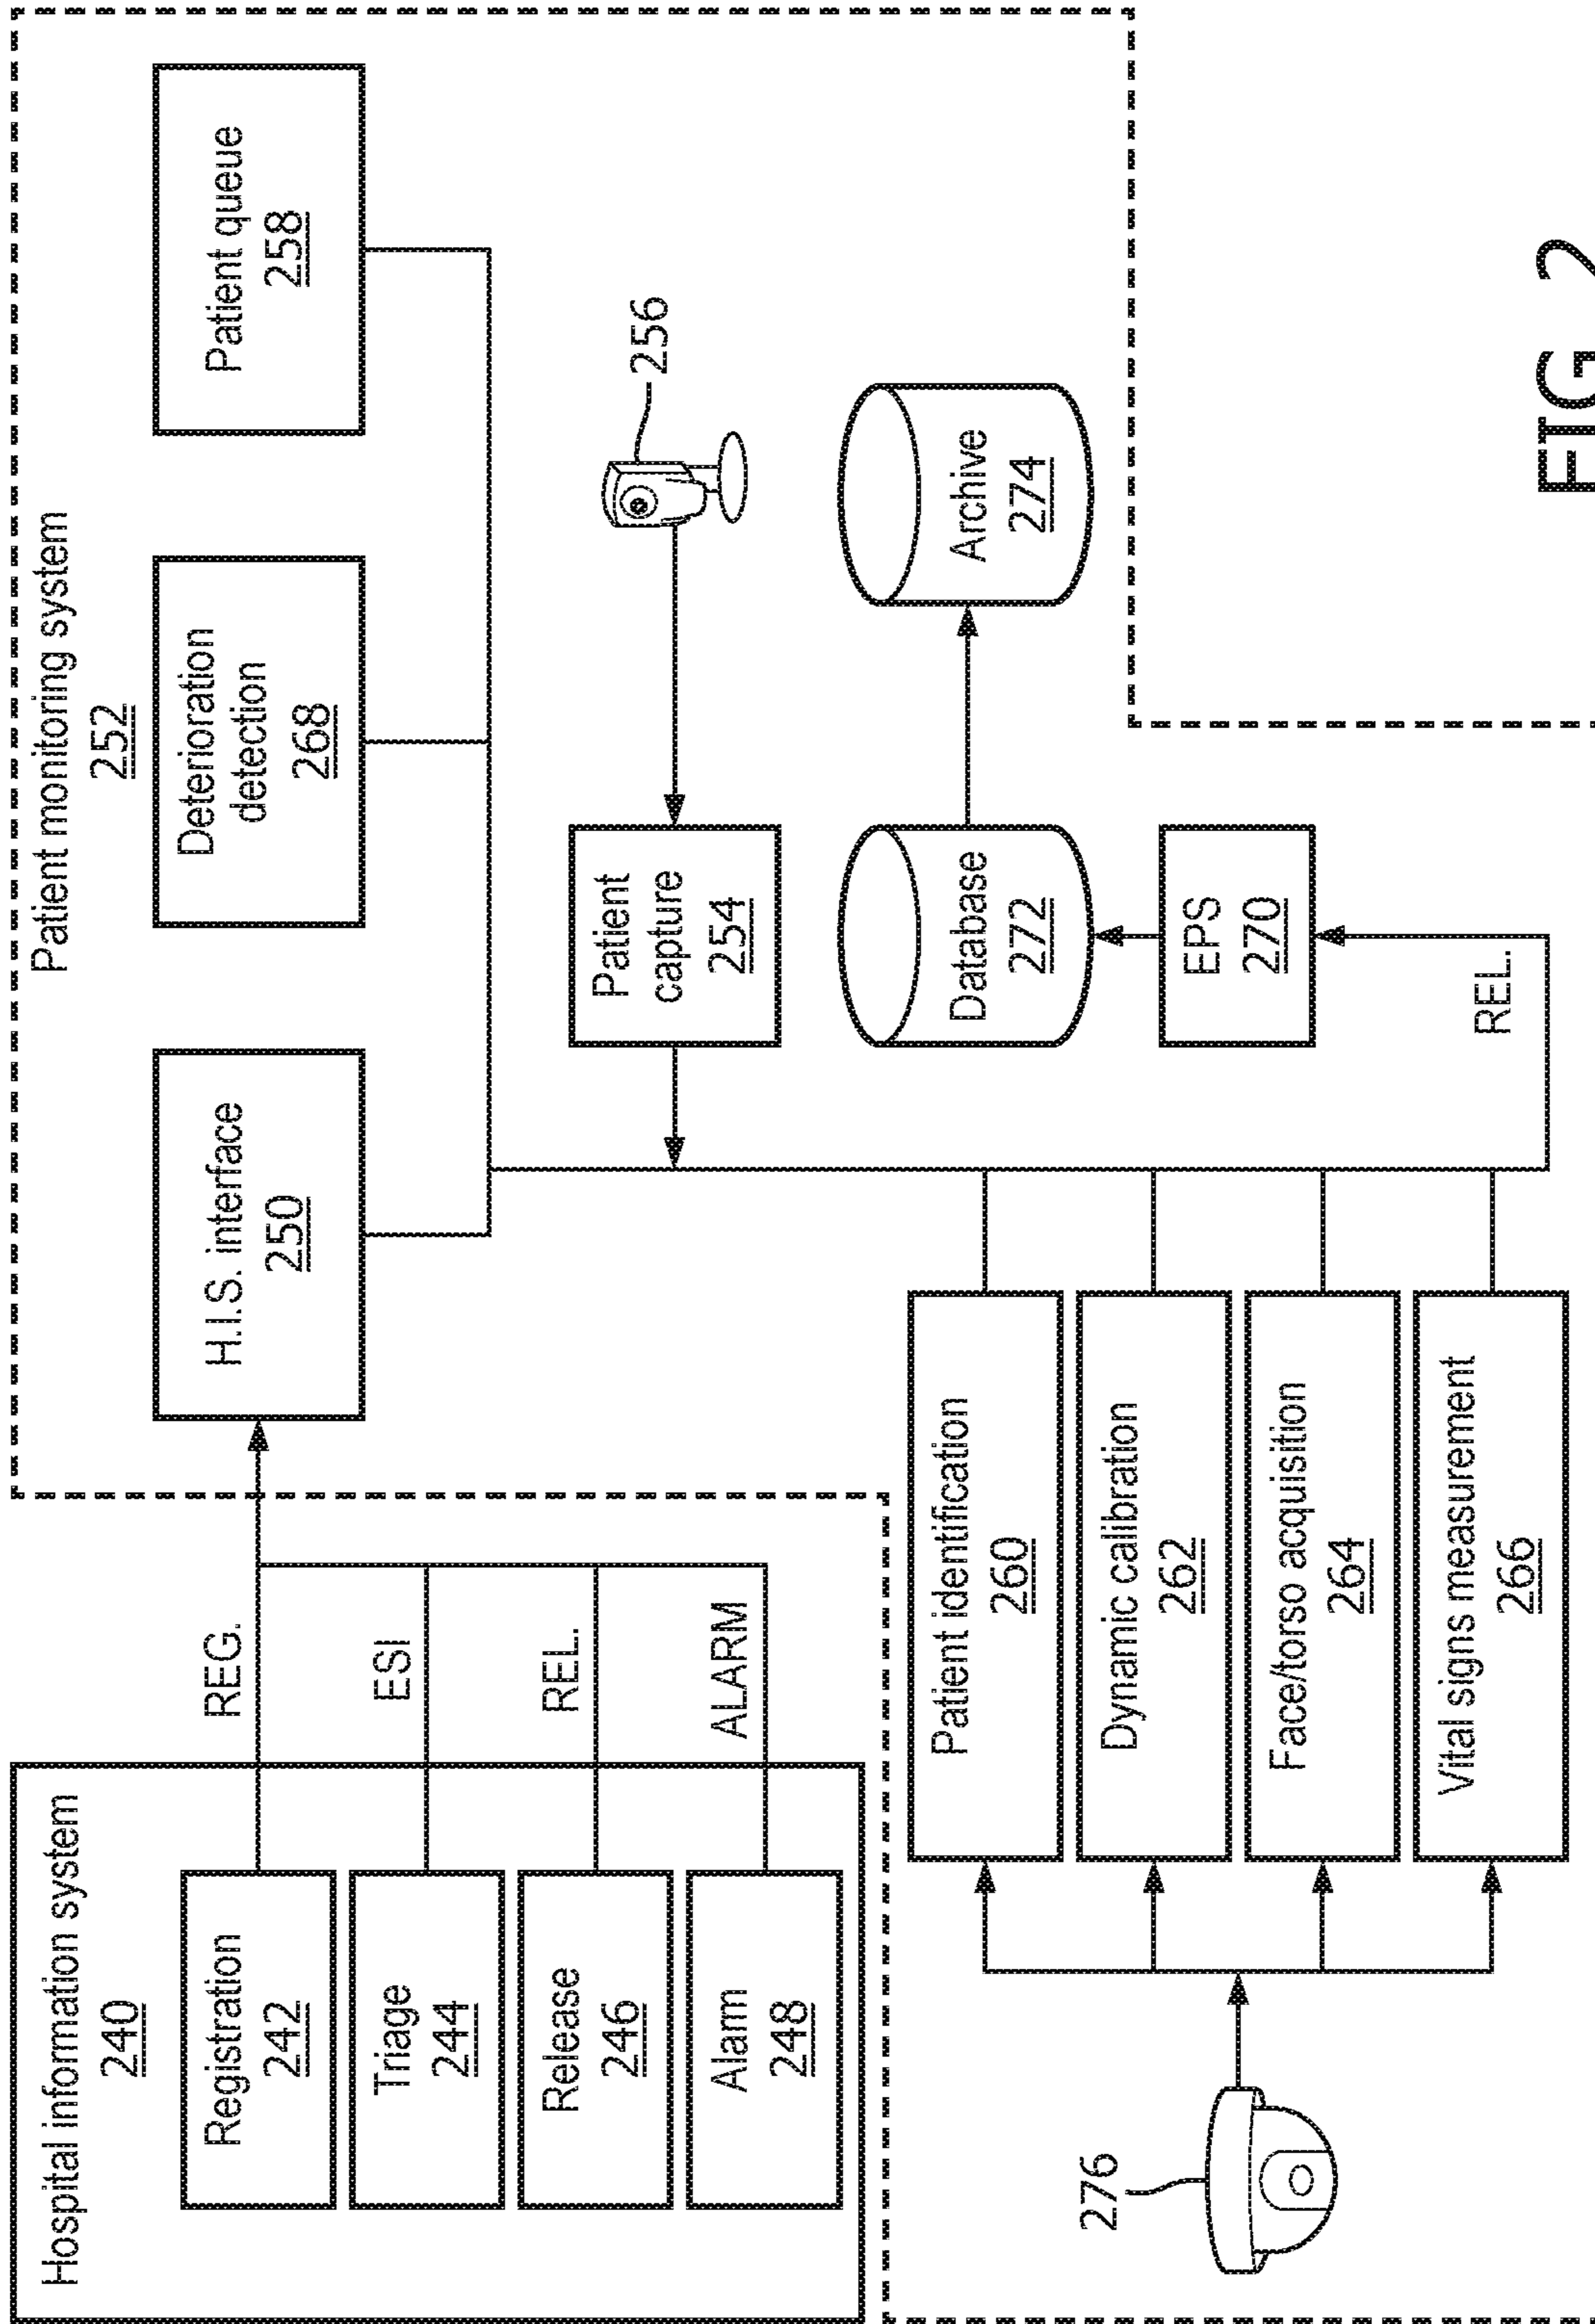 Hospital information system
240
Registration
242
Triage
244
Release
246
Alarm
248
REG.
ESI
REL.
ALARM
Patient monitoring system
252
H.I.S. interface
250
Deterioration
detection
268
Patient queue
258
Patient
capture
254
256
Database
272
Archive
274
EPS
270
REL.
276
Patient identification
260
Dynamic calibration
262
Face/torso acquisition
264
Vital signs measurement
266
FIG 2